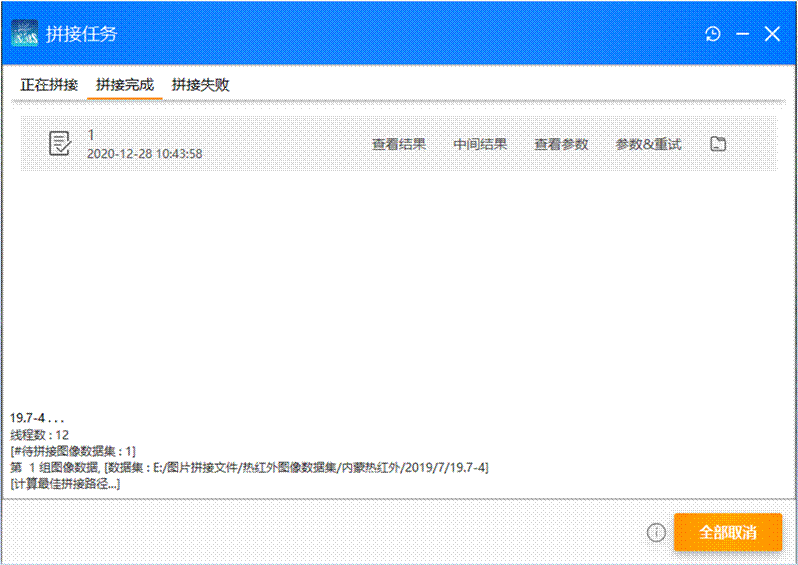 拼接任务
正在拼接 拼接完成 拼接失败
1
2020-12-28 10:43:58
查看结果 中间结果 查看参数 参数&重试
19.7-4 . . .
线程数 : 12
[#待拼接图像数据集 : 1]
第 1 组图像数据, [数据集 : E:/图片拼接文件/热红外图像数据集/内蒙热红外/2019/7/19.7-4]
[计算最佳拼接路径...]
全部取消